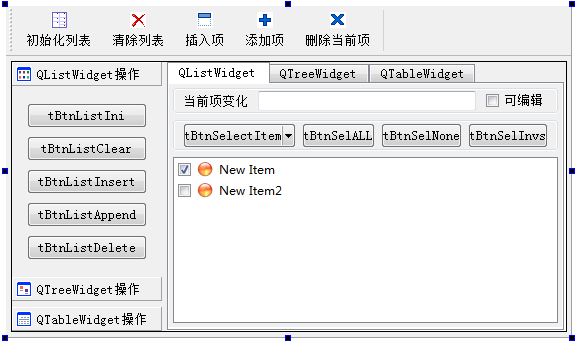 初始化列表 清除列表 插入项 添加项 删除当前项
QListWidget操作
tBtnListIni
tBtnListClear
tBtnListInsert
tBtnListAppend
tBtnListDelete
QTreeWidget操作
QTableWidget操作
QListWidget QTreeWidget QTableWidget
当前项变化 可编辑
tBtnSelectItem tBtnSelALL tBtnSelNone tBtnSelInvs
New Item
New Item2